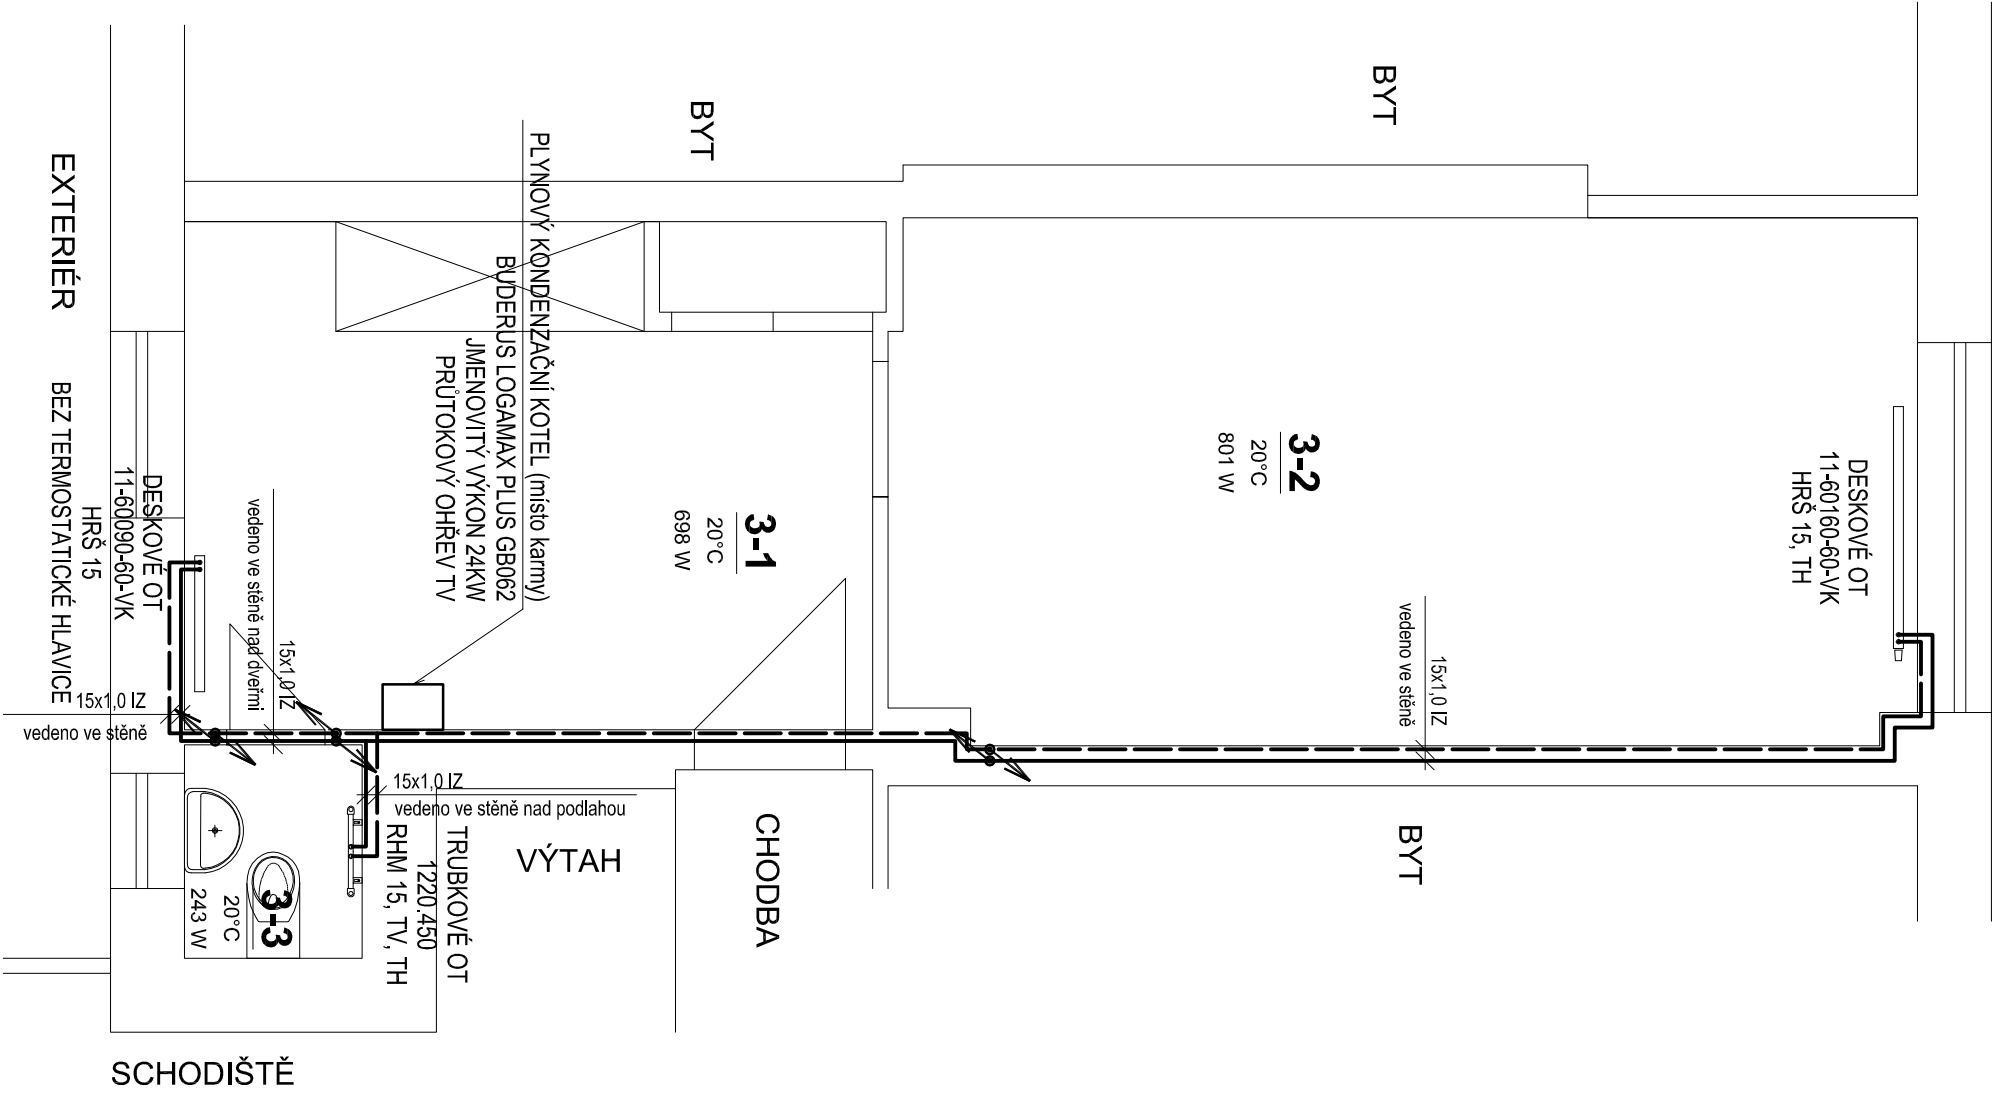 BYT
BYT
EXTERIÉR
PLYNOVÝ KONDENZAČNÍ KOTEL (místo karmy)
BUDERUS LOGAMAX PLUS GB062
JMENOVITÝ VÝKON 24KW
PRŮTOKOVÝ OHŘEV TV
3-2
20°C
801 W
DESKOVÉ OT
11-60160-60-VK
HRŠ 15, TH
3-1
20°C
698 W
DESKOVÉ OT
11-60090-60-VK
HRŠ 15
BEZ TERMOSTATICKÉ HLAVICE
15x1,0 IZ
vedeno ve stěně nad dveřmi
15x1,0 IZ
vedeno ve stěně
15x1,0 IZ
vedeno ve stěně
15x1,0 IZ
vedeno ve stěně nad podlahou
TRUBKOVÉ OT
1220.450
RHM 15, TV, TH
VÝTAH
CHODBA
BYT
3-3
20°C
243 W
SCHODIŠTĚ